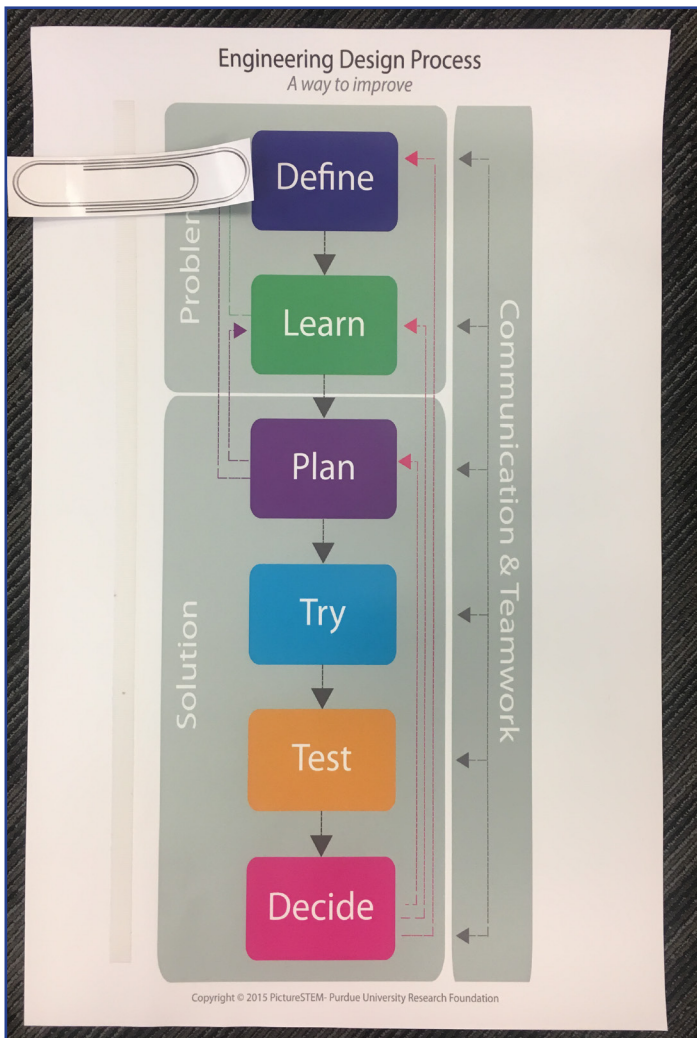 Engineering Design Process
A way to improve
Problem
Define
Learn
Solution
Plan
Try
Test
Decide
Communication & Teamwork
Copyright © 2015 PictureSTEM- Purdue University Research Foundation